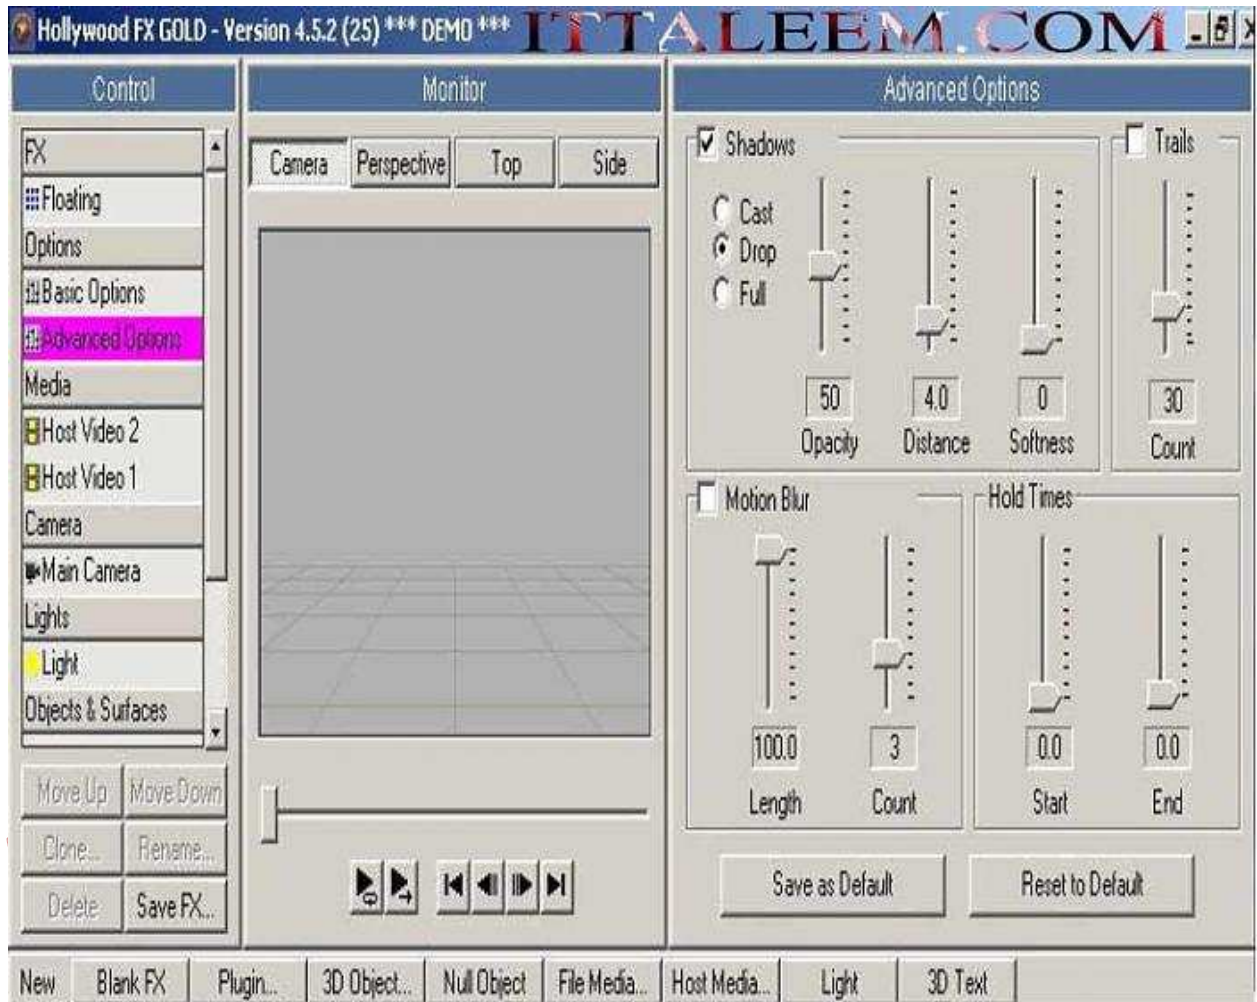 Hollywood FX GOLD - Version 4.5.2 (25) *** DEMO ***
ITTALEEM.COM
Control
FX
Floating
Options
Basic Options
Advanced Options
Media
Host Video 2
Host Video 1
Camera
Main Camera
Lights
Light
Objects & Surfaces
Move Up
Move Down
Clone...
Rename...
Delete
Save FX...
Monitor
Camera
Perspective
Top
Side
Advanced Options
Shadows
Cast
Drop
Full
50
4.0
0
Opacity
Distance
Softness
Trails
30
Count
Motion Blur
100.0
3
Length
Count
Hold Times
0.0
0.0
Start
End
Save as Default
Reset to Default
New
Blank FX
Plugin...
3D Object...
Null Object
File Media...
Host Media...
Light
3D Text